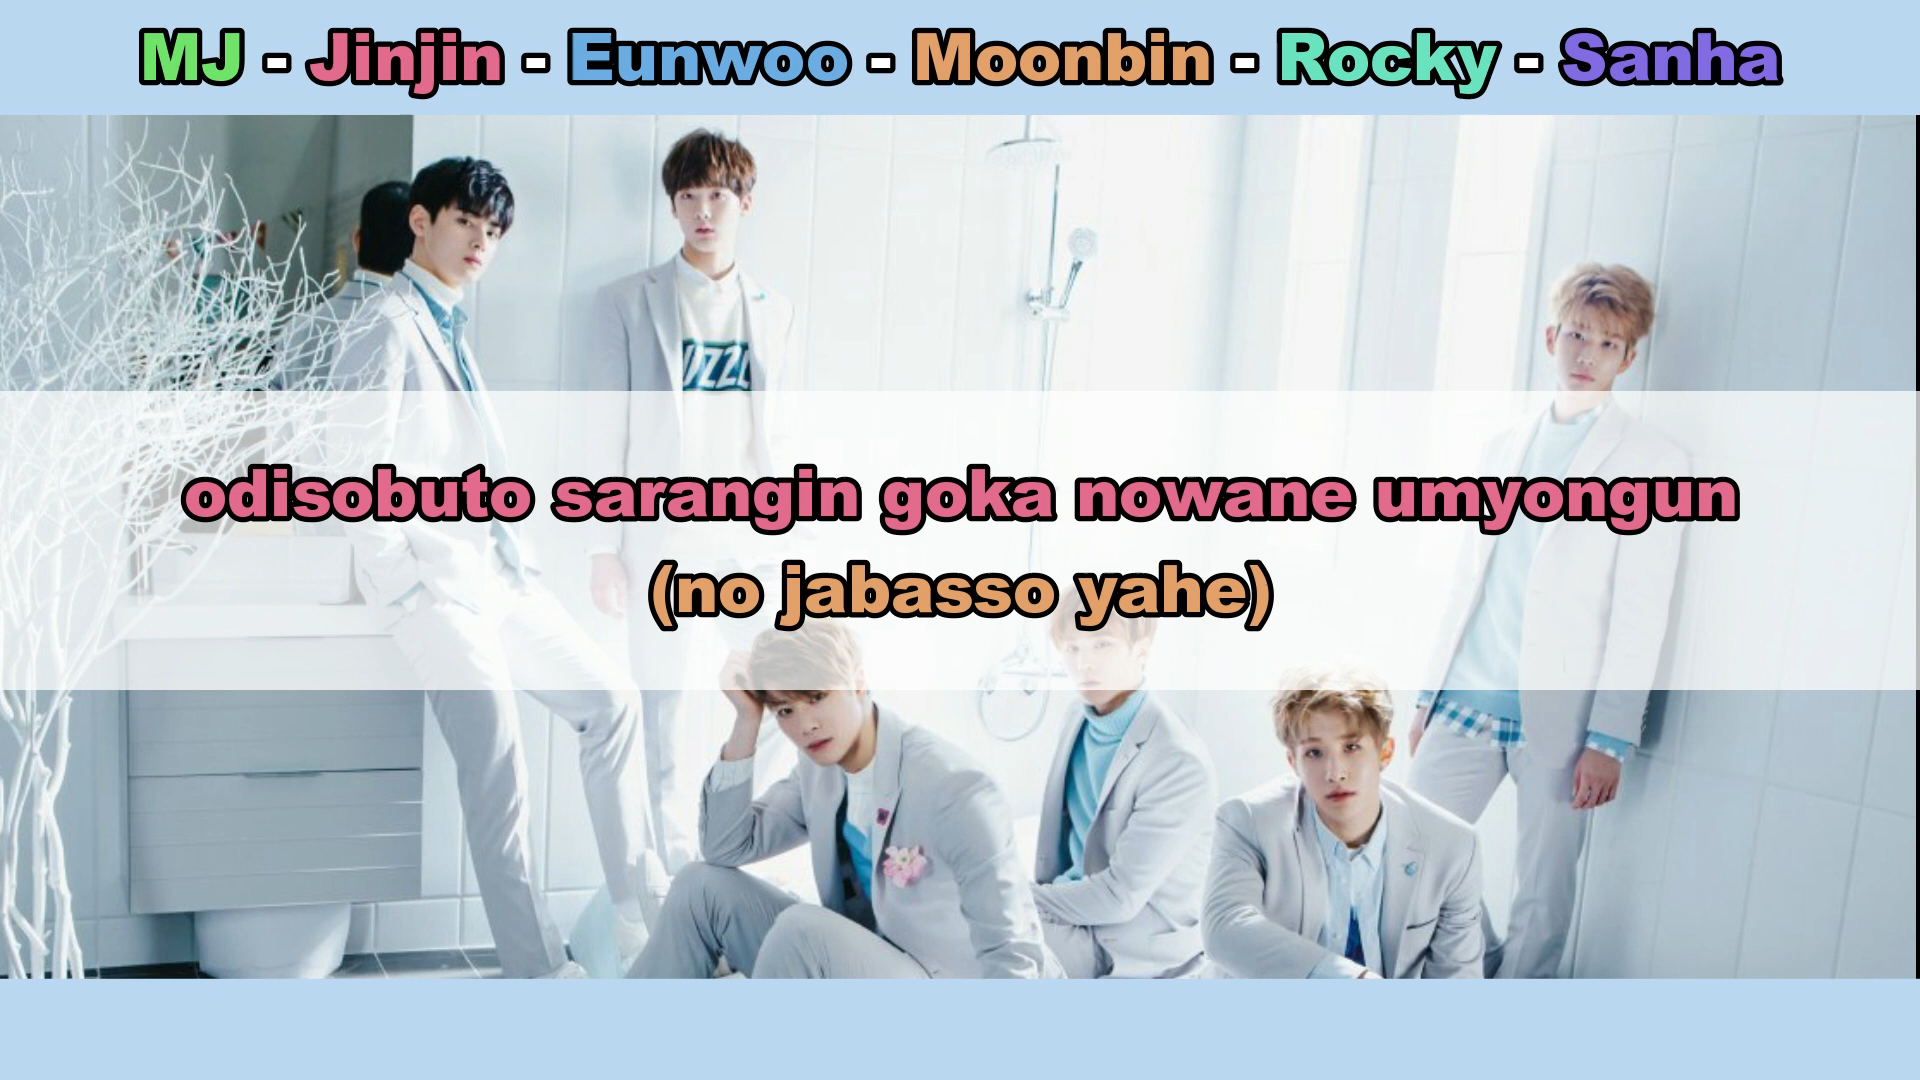 MJ - Jinjin - Eunwoo - Moonbin - Rocky - Sanha
odisobuto sarangin goka nowane umyongun
(no jabasso yahe)